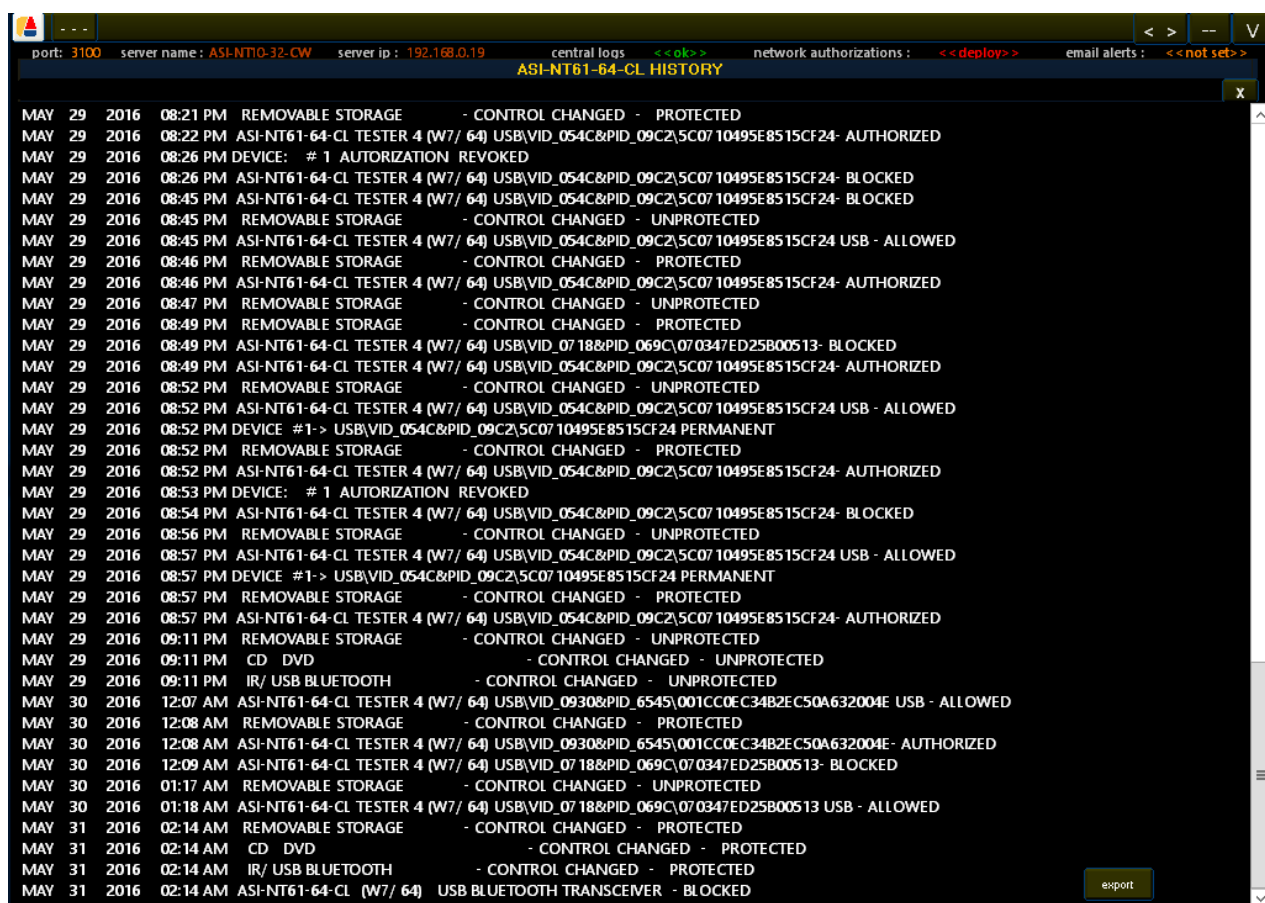 - - -
< > -- V
port: 3100 server name : ASI-NT10-32-CW server ip : 192.168.0.19 central logs <<ok>> network authorizations : <<deploy>> email alerts : <<not set>>
ASI-NT61-64-CL HISTORY
X
MAY 29 2016 08:21 PM REMOVABLE STORAGE - CONTROL CHANGED - PROTECTED
MAY 29 2016 08:22 PM ASI-NT61-64-CL TESTER 4 (W7/ 64) USB\VID_054C&PID_09C2\5C0710495E8515CF24- AUTHORIZED
MAY 29 2016 08:26 PM DEVICE: # 1 AUTORIZATION REVOKED
MAY 29 2016 08:26 PM ASI-NT61-64-CL TESTER 4 (W7/ 64) USB\VID_054C&PID_09C2\5C0710495E8515CF24- BLOCKED
MAY 29 2016 08:45 PM ASI-NT61-64-CL TESTER 4 (W7/ 64) USB\VID_054C&PID_09C2\5C0710495E8515CF24- BLOCKED
MAY 29 2016 08:45 PM REMOVABLE STORAGE - CONTROL CHANGED - UNPROTECTED
MAY 29 2016 08:45 PM ASI-NT61-64-CL TESTER 4 (W7/ 64) USB\VID_054C&PID_09C2\5C0710495E8515CF24 USB - ALLOWED
MAY 29 2016 08:46 PM REMOVABLE STORAGE - CONTROL CHANGED - PROTECTED
MAY 29 2016 08:46 PM ASI-NT61-64-CL TESTER 4 (W7/ 64) USB\VID_054C&PID_09C2\5C0710495E8515CF24- AUTHORIZED
MAY 29 2016 08:47 PM REMOVABLE STORAGE - CONTROL CHANGED - UNPROTECTED
MAY 29 2016 08:49 PM REMOVABLE STORAGE - CONTROL CHANGED - PROTECTED
MAY 29 2016 08:49 PM ASI-NT61-64-CL TESTER 4 (W7/ 64) USB\VID_0718&PID_069C\070347ED25B00513- BLOCKED
MAY 29 2016 08:49 PM ASI-NT61-64-CL TESTER 4 (W7/ 64) USB\VID_054C&PID_09C2\5C0710495E8515CF24- AUTHORIZED
MAY 29 2016 08:52 PM REMOVABLE STORAGE - CONTROL CHANGED - UNPROTECTED
MAY 29 2016 08:52 PM ASI-NT61-64-CL TESTER 4 (W7/ 64) USB\VID_054C&PID_09C2\5C0710495E8515CF24 USB - ALLOWED
MAY 29 2016 08:52 PM DEVICE #1-> USB\VID_054C&PID_09C2\5C0710495E8515CF24 PERMANENT
MAY 29 2016 08:52 PM REMOVABLE STORAGE - CONTROL CHANGED - PROTECTED
MAY 29 2016 08:52 PM ASI-NT61-64-CL TESTER 4 (W7/ 64) USB\VID_054C&PID_09C2\5C0710495E8515CF24- AUTHORIZED
MAY 29 2016 08:53 PM DEVICE: # 1 AUTORIZATION REVOKED
MAY 29 2016 08:54 PM ASI-NT61-64-CL TESTER 4 (W7/ 64) USB\VID_054C&PID_09C2\5C0710495E8515CF24- BLOCKED
MAY 29 2016 08:56 PM REMOVABLE STORAGE - CONTROL CHANGED - UNPROTECTED
MAY 29 2016 08:57 PM ASI-NT61-64-CL TESTER 4 (W7/ 64) USB\VID_054C&PID_09C2\5C0710495E8515CF24 USB - ALLOWED
MAY 29 2016 08:57 PM DEVICE #1-> USB\VID_054C&PID_09C2\5C0710495E8515CF24 PERMANENT
MAY 29 2016 08:57 PM REMOVABLE STORAGE - CONTROL CHANGED - PROTECTED
MAY 29 2016 08:57 PM ASI-NT61-64-CL TESTER 4 (W7/ 64) USB\VID_054C&PID_09C2\5C0710495E8515CF24- AUTHORIZED
MAY 29 2016 09:11 PM REMOVABLE STORAGE - CONTROL CHANGED - UNPROTECTED
MAY 29 2016 09:11 PM CD DVD - CONTROL CHANGED - UNPROTECTED
MAY 29 2016 09:11 PM IR/ USB BLUETOOTH - CONTROL CHANGED - UNPROTECTED
MAY 30 2016 12:07 AM ASI-NT61-64-CL TESTER 4 (W7/ 64) USB\VID_0930&PID_6545\001CC0EC34B2EC50A632004E USB - ALLOWED
MAY 30 2016 12:08 AM REMOVABLE STORAGE - CONTROL CHANGED - PROTECTED
MAY 30 2016 12:08 AM ASI-NT61-64-CL TESTER 4 (W7/ 64) USB\VID_0930&PID_6545\001CC0EC34B2EC50A632004E- AUTHORIZED
MAY 30 2016 12:09 AM ASI-NT61-64-CL TESTER 4 (W7/ 64) USB\VID_0718&PID_069C\070347ED25B00513- BLOCKED
MAY 30 2016 01:17 AM REMOVABLE STORAGE - CONTROL CHANGED - UNPROTECTED
MAY 30 2016 01:18 AM ASI-NT61-64-CL TESTER 4 (W7/ 64) USB\VID_0718&PID_069C\070347ED25B00513 USB - ALLOWED
MAY 31 2016 02:14 AM REMOVABLE STORAGE - CONTROL CHANGED - PROTECTED
MAY 31 2016 02:14 AM CD DVD - CONTROL CHANGED - PROTECTED
MAY 31 2016 02:14 AM IR/ USB BLUETOOTH - CONTROL CHANGED - PROTECTED
MAY 31 2016 02:14 AM ASI-NT61-64-CL (W7/ 64) USB BLUETOOTH TRANSCEIVER - BLOCKED
export